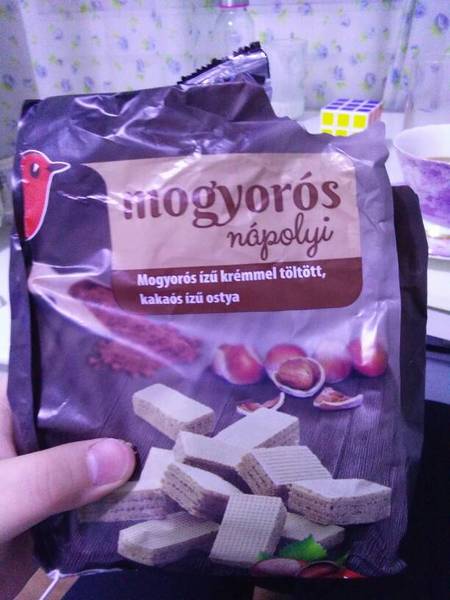 mogyorós
nápolyi
Mogyorós ízű krémmel töltött,
kakaós ízű ostya